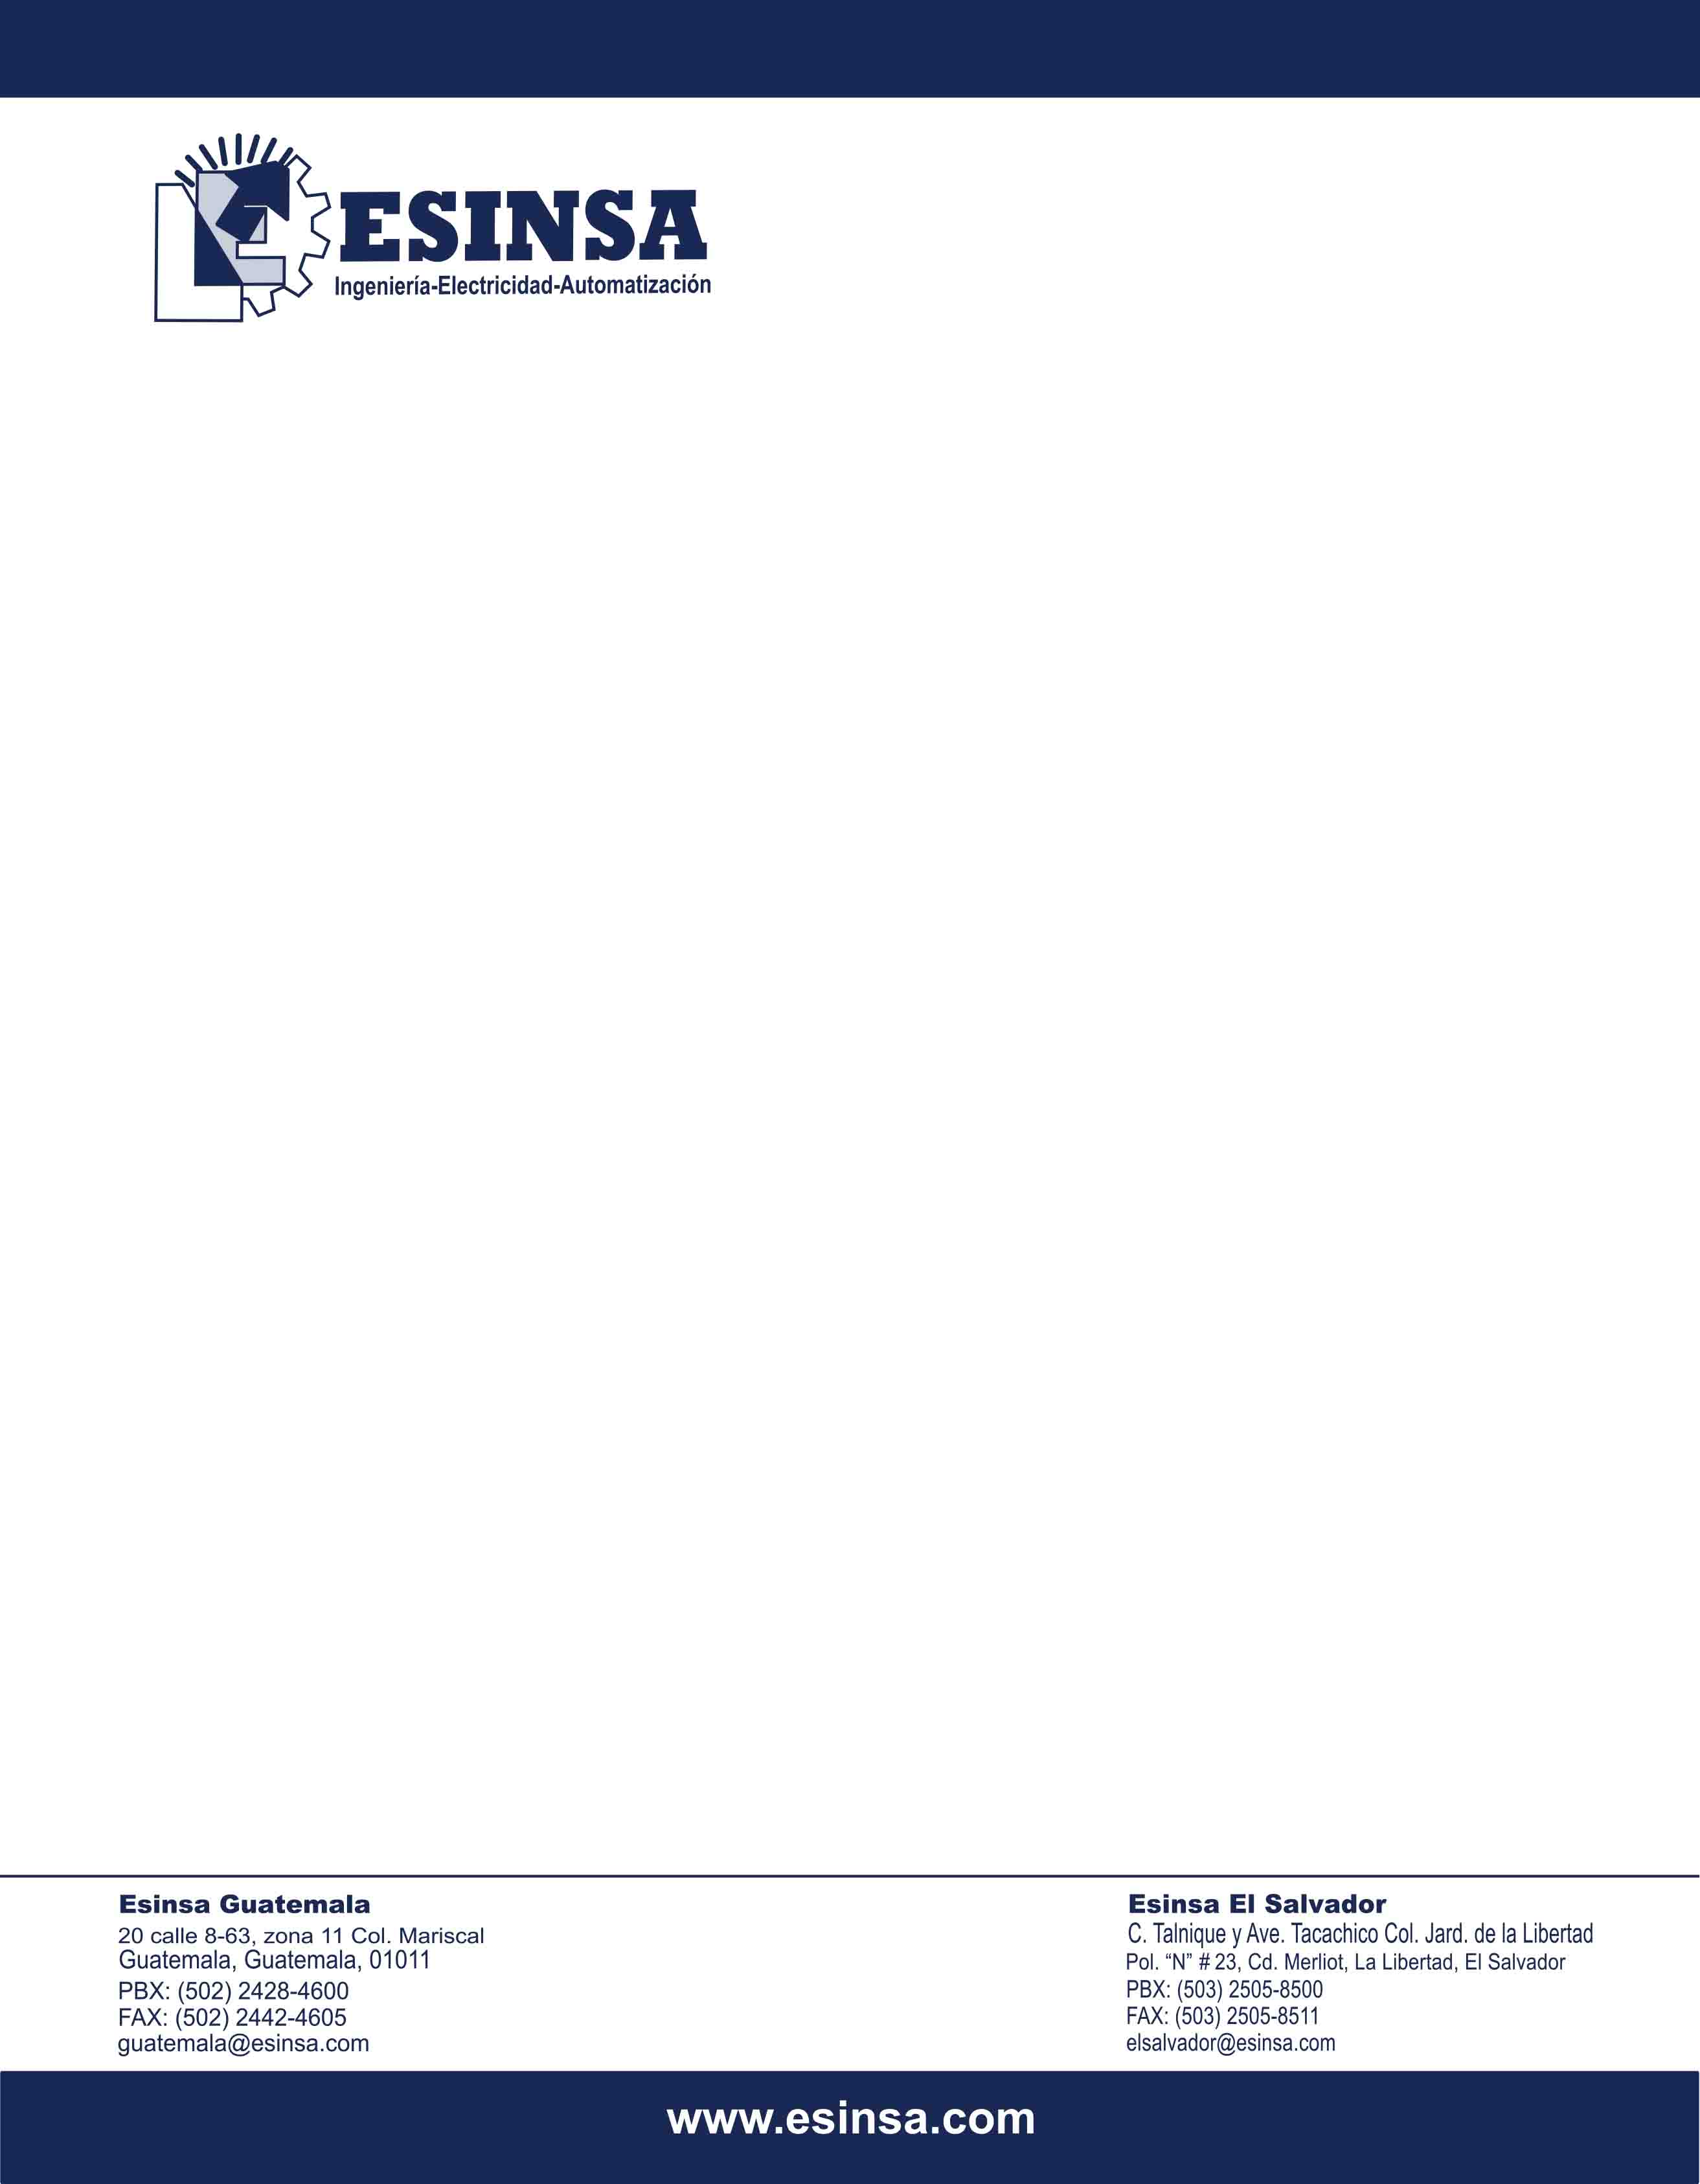 ESINSA
Ingeniería-Electricidad-Automatización
Esinsa Guatemala
20 calle 8-63, zona 11 Col. Mariscal
Guatemala, Guatemala, 01011
PBX: (502) 2428-4600
FAX: (502) 2442-4605
guatemala@esinsa.com
Esinsa El Salvador
C. Talnique y Ave. Tacachico Col. Jard. de la Libertad
Pol. “N” # 23, Cd. Merliot, La Libertad, El Salvador
PBX: (503) 2505-8500
FAX: (503) 2505-8511
elsalvador@esinsa.com
www.esinsa.com